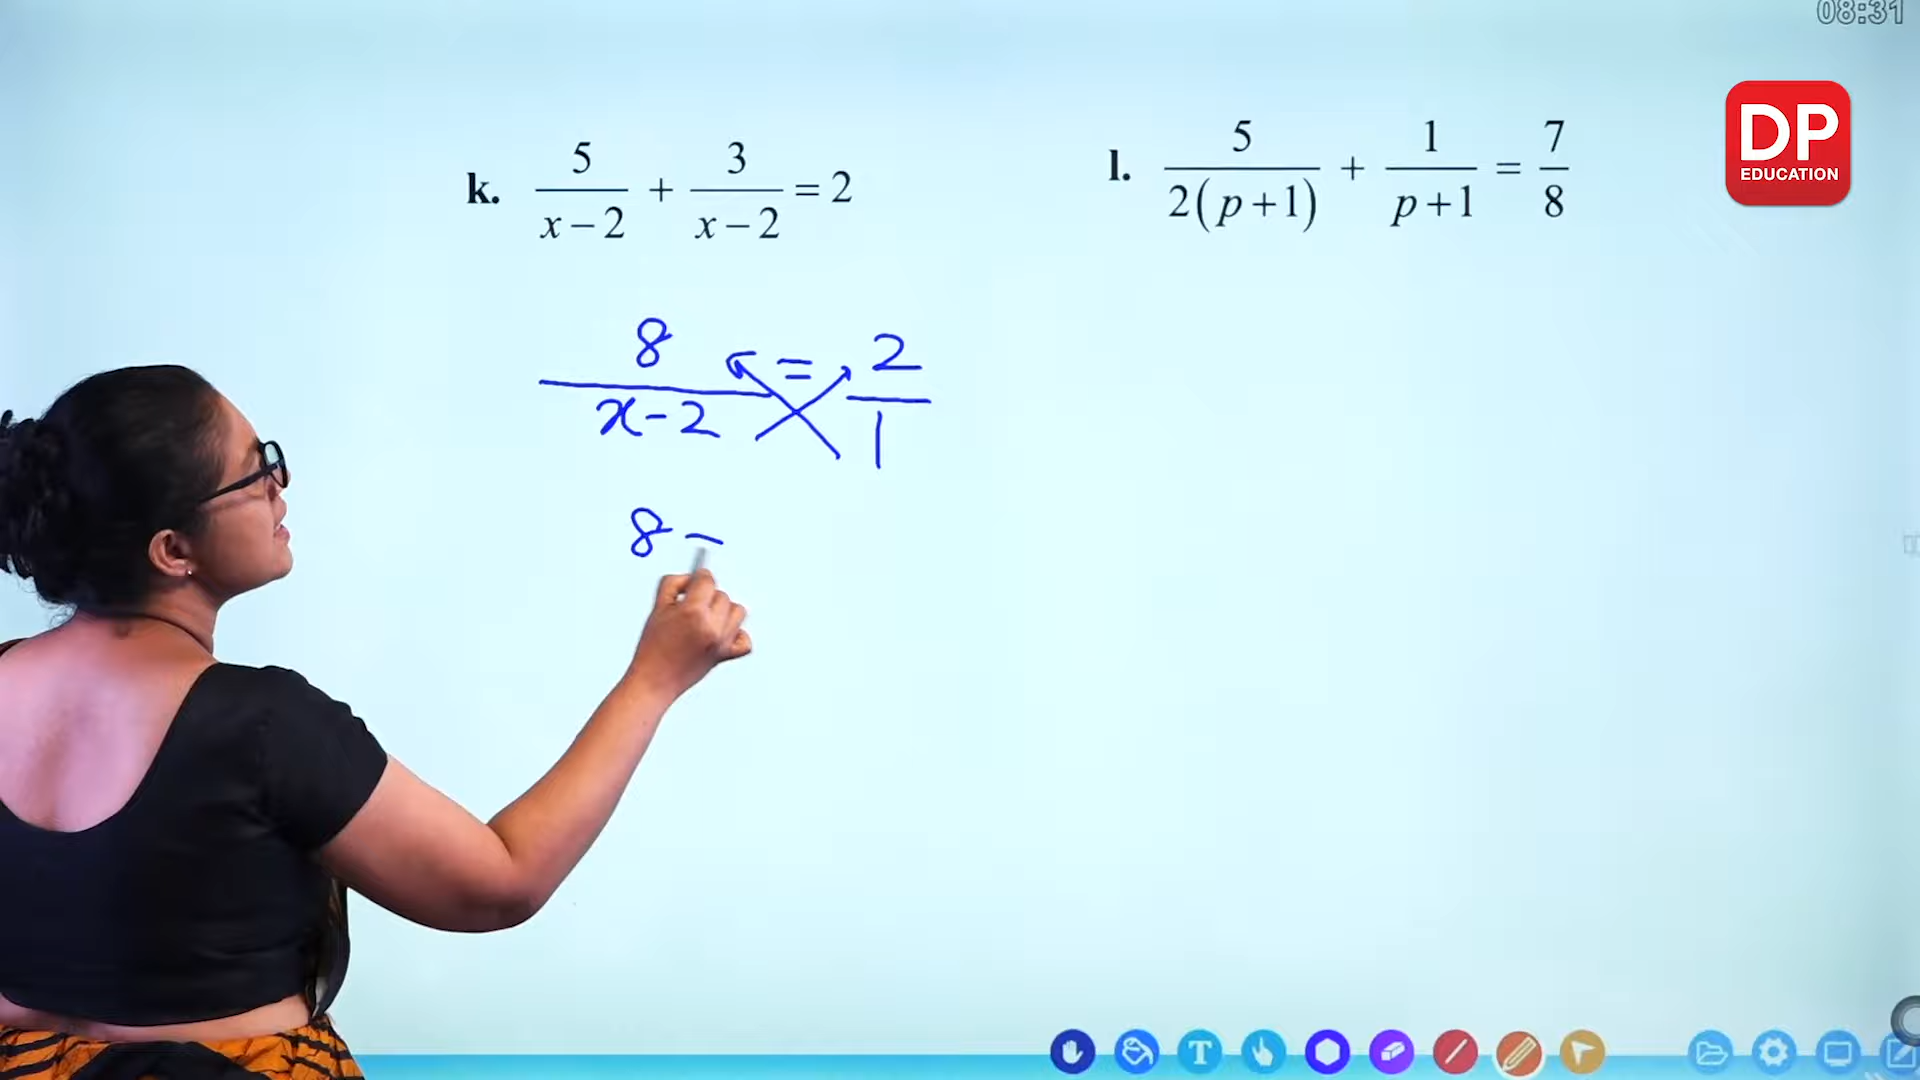 08:31
DP
EDUCATION
k. 5/(x−2) + 3/(x−2) = 2
l. 5/(2(p+1)) + 1/(p+1) = 7/8
8/(x-2) = 2/1
8 −
T